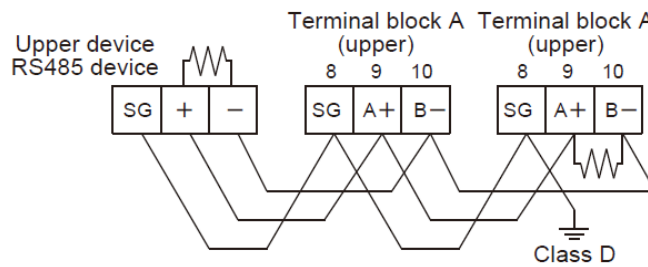 Upper device
RS485 device
Terminal block A
(upper)
Terminal block A
(upper)
8 9 10
8 9 10
SG + −
SG A+ B−
SG A+ B−
Class D